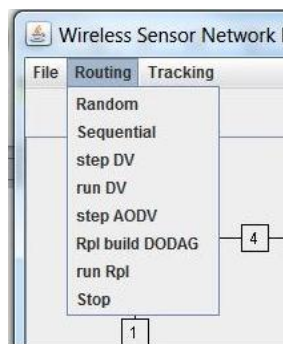 Wireless Sensor Network
File Routing Tracking
Random
Sequential
step DV
run DV
step AODV
Rpl build DODAG
4
run Rpl
Stop
1